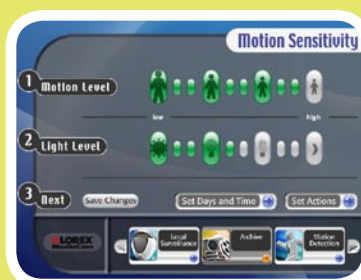 Motion Sensitivity
1 Motion Level
low high
2 Light Level
3 Next Save Changes Set Days and Time Set Actions
LOREX
Local Surveillance
Archive
Motion Detection